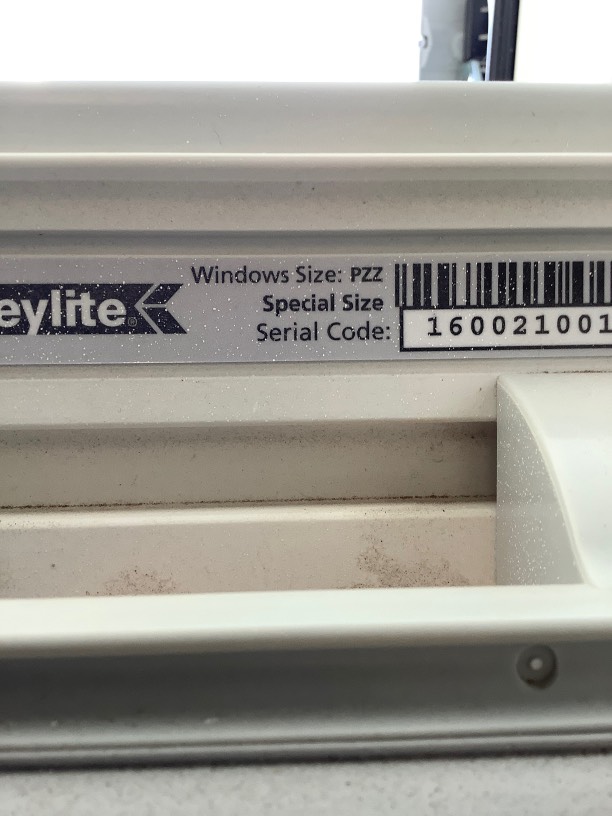 eylite
Windows Size: PZZ
Special Size
Serial Code:
160021001